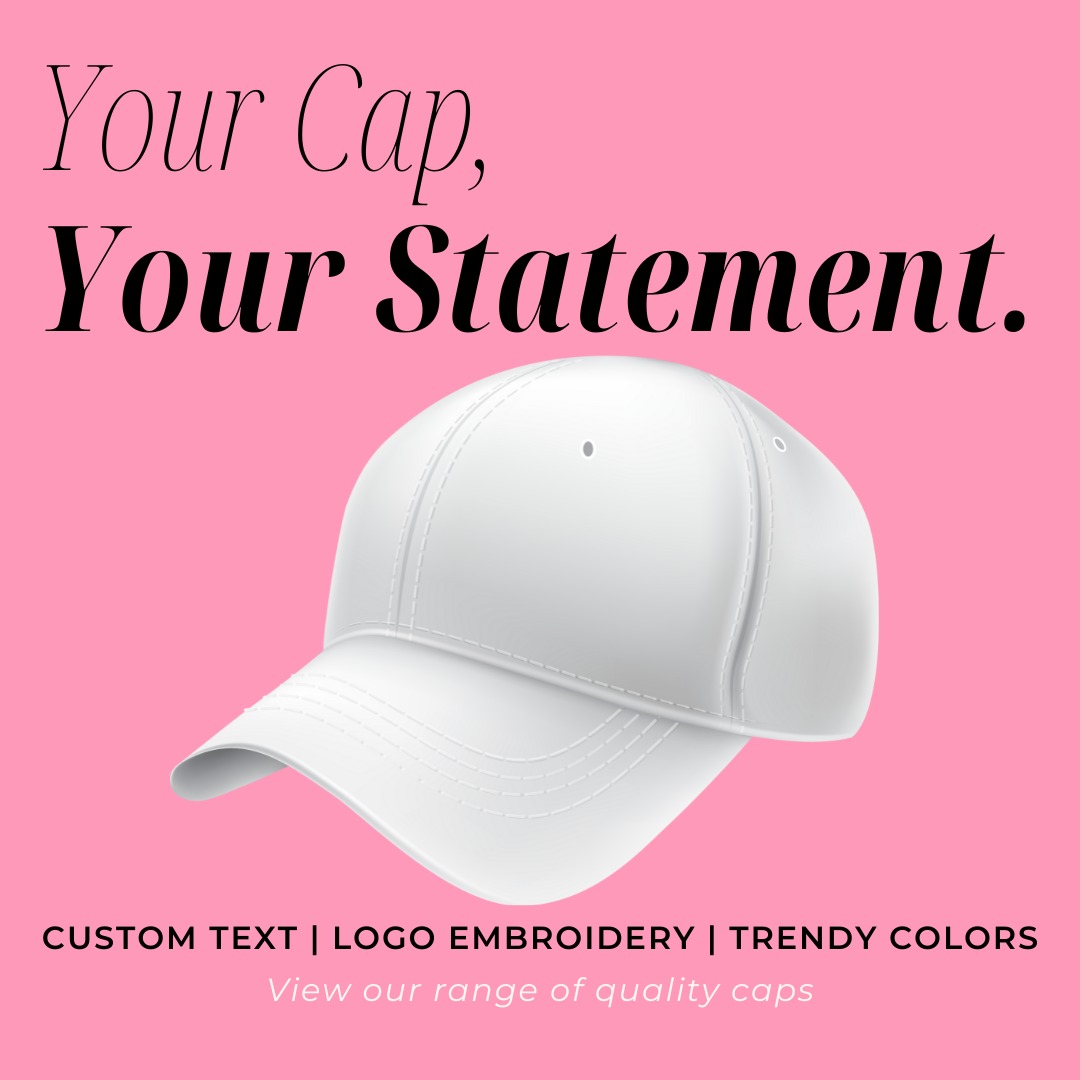 Your Cap,
Your Statement.
CUSTOM TEXT | LOGO EMBROIDERY | TRENDY COLORS
View our range of quality caps